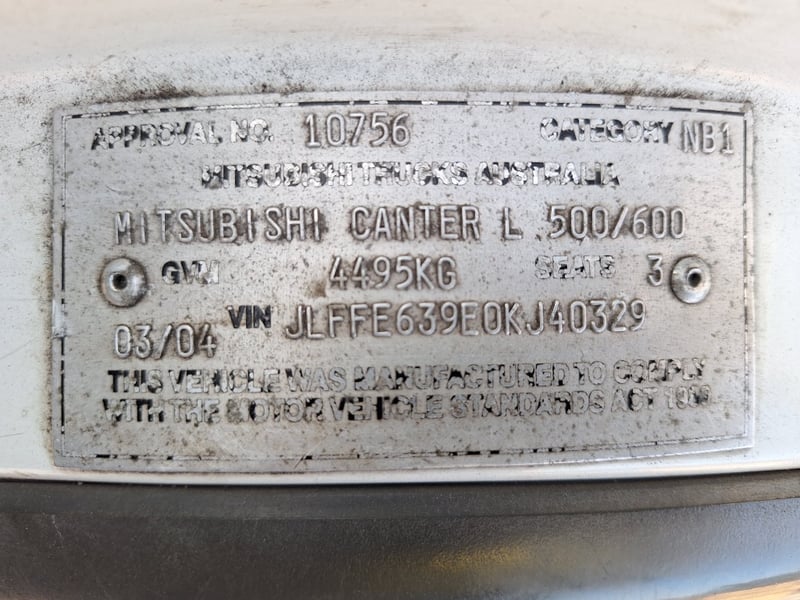 APPROVAL NO. 10756 CATEGORY NB1
MITSUBISHI TRUCKS AUSTRALIA
MITSUBISHI CANTER L 500/600
GVM 4495KG SEATS 3
03/04 VIN JLFFE639E0KJ40329
THIS VEHICLE WAS MANUFACTURED TO COMPLY
WITH THE MOTOR VEHICLE STANDARDS ACT 1989